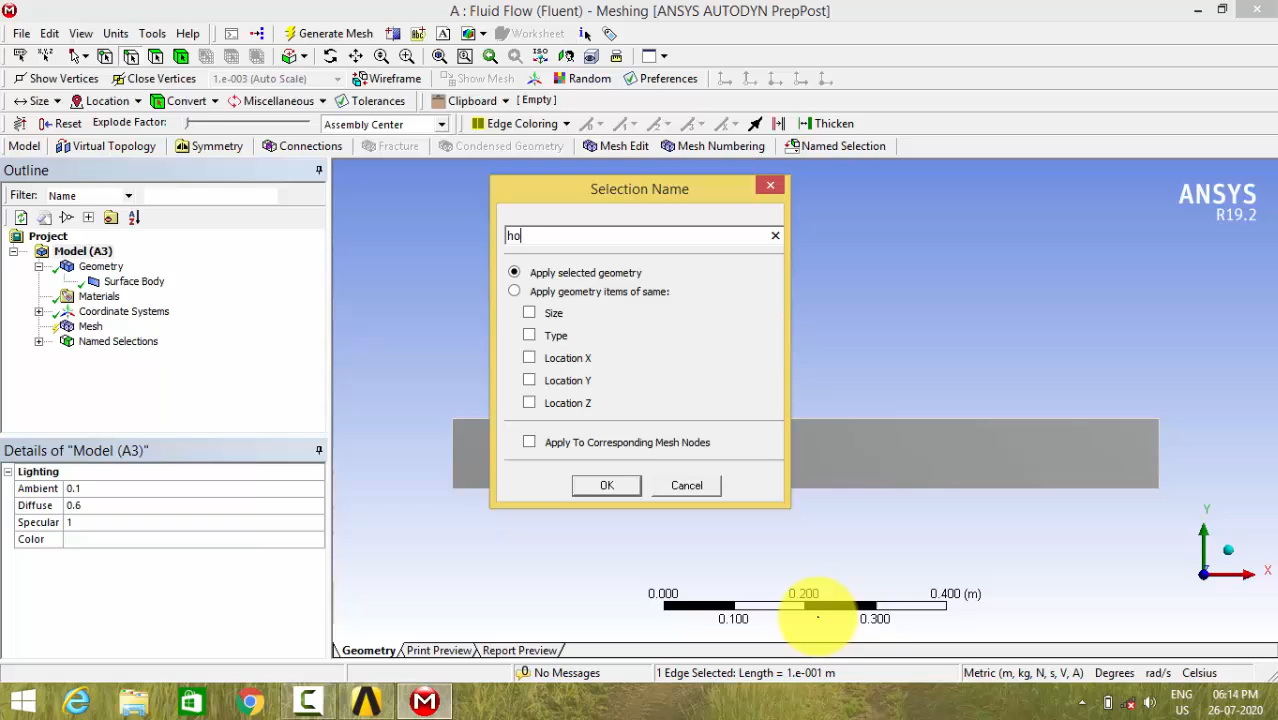 A : Fluid Flow (Fluent) - Meshing [ANSYS AUTODYN PrepPost]
File Edit View Units Tools Help Generate Mesh A Worksheet i
Show Vertices Close Vertices 1.e-003 (Auto Scale) Wireframe Show Mesh Random Preferences
Size Location Convert Miscellaneous Tolerances Clipboard [ Empty ]
Reset Explode Factor: Assembly Center Edge Coloring Thicken
Model Virtual Topology Symmetry Connections Fracture Condensed Geometry Mesh Edit Mesh Numbering Named Selection
Outline
Filter: Name
Project
Model (A3)
Geometry
Surface Body
Materials
Coordinate Systems
Mesh
Named Selections
Details of "Model (A3)"
Lighting
Ambient 0.1
Diffuse 0.6
Specular 1
Color
Selection Name
ho
Apply selected geometry
Apply geometry items of same:
Size
Type
Location X
Location Y
Location Z
Apply To Corresponding Mesh Nodes
OK Cancel
ANSYS
R19.2
Y
X
0.000 0.200 0.400 (m)
0.100 0.300
Geometry Print Preview Report Preview
0 No Messages 1 Edge Selected: Length = 1.e-001 m Metric (m, kg, N, s, V, A) Degrees rad/s Celsius
ENG 06:14 PM
US 26-07-2020